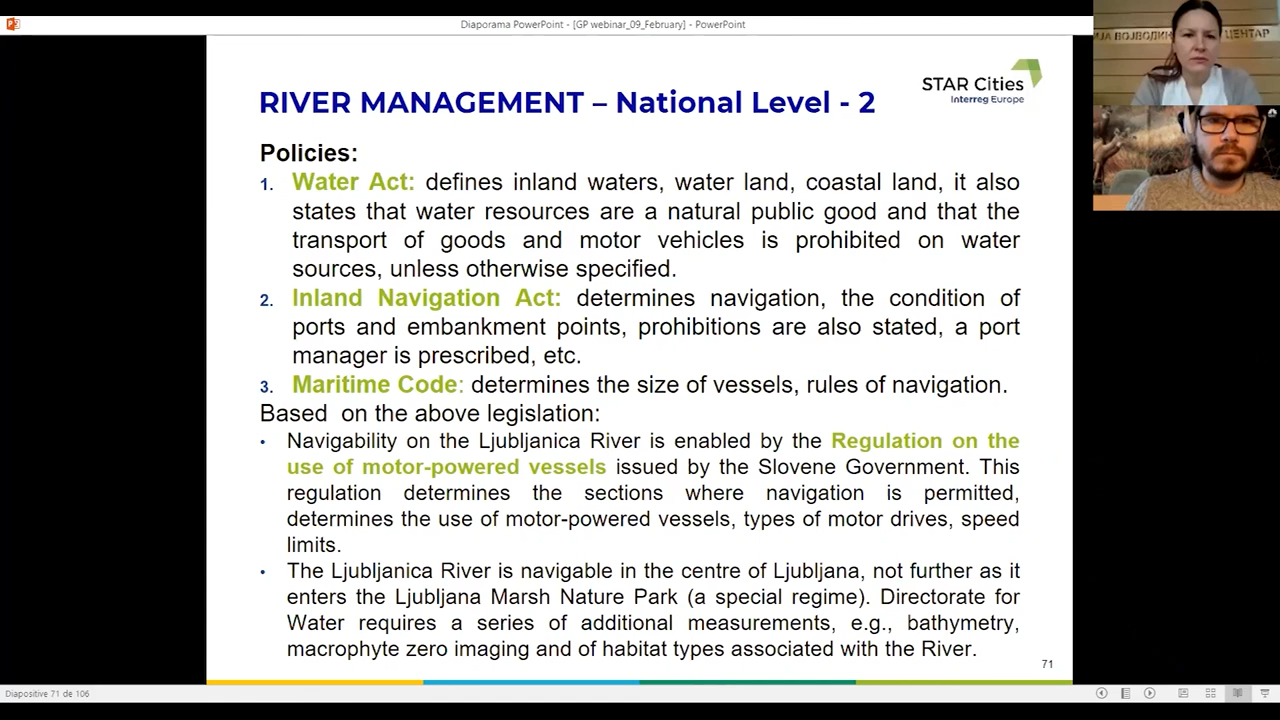 Diaporama PowerPoint - [GP webinar_09_February] - PowerPoint
ИЈА ВОЈВОДИН ЦЕНТАР
STAR Cities
Interreg Europe
RIVER MANAGEMENT – National Level - 2
Policies:
1. Water Act: defines inland waters, water land, coastal land, it also
states that water resources are a natural public good and that the
transport of goods and motor vehicles is prohibited on water
sources, unless otherwise specified.
2. Inland Navigation Act: determines navigation, the condition of
ports and embankment points, prohibitions are also stated, a port
manager is prescribed, etc.
3. Maritime Code: determines the size of vessels, rules of navigation.
Based on the above legislation:
• Navigability on the Ljubljanica River is enabled by the Regulation on the
use of motor-powered vessels issued by the Slovene Government. This
regulation determines the sections where navigation is permitted,
determines the use of motor-powered vessels, types of motor drives, speed
limits.
• The Ljubljanica River is navigable in the centre of Ljubljana, not further as it
enters the Ljubljana Marsh Nature Park (a special regime). Directorate for
Water requires a series of additional measurements, e.g., bathymetry,
macrophyte zero imaging and of habitat types associated with the River.
71
Diapositive 71 de 106